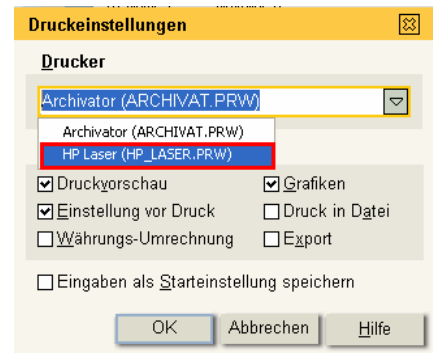 Druckeinstellungen
Drucker
Archivator (ARCHIVAT.PRW)
Archivator (ARCHIVAT.PRW)
HP Laser (HP_LASER.PRW)
Druckvorschau Grafiken
Einstellung vor Druck Druck in Datei
Währungs-Umrechnung Export
Eingaben als Starteinstellung speichern
OK Abbrechen Hilfe